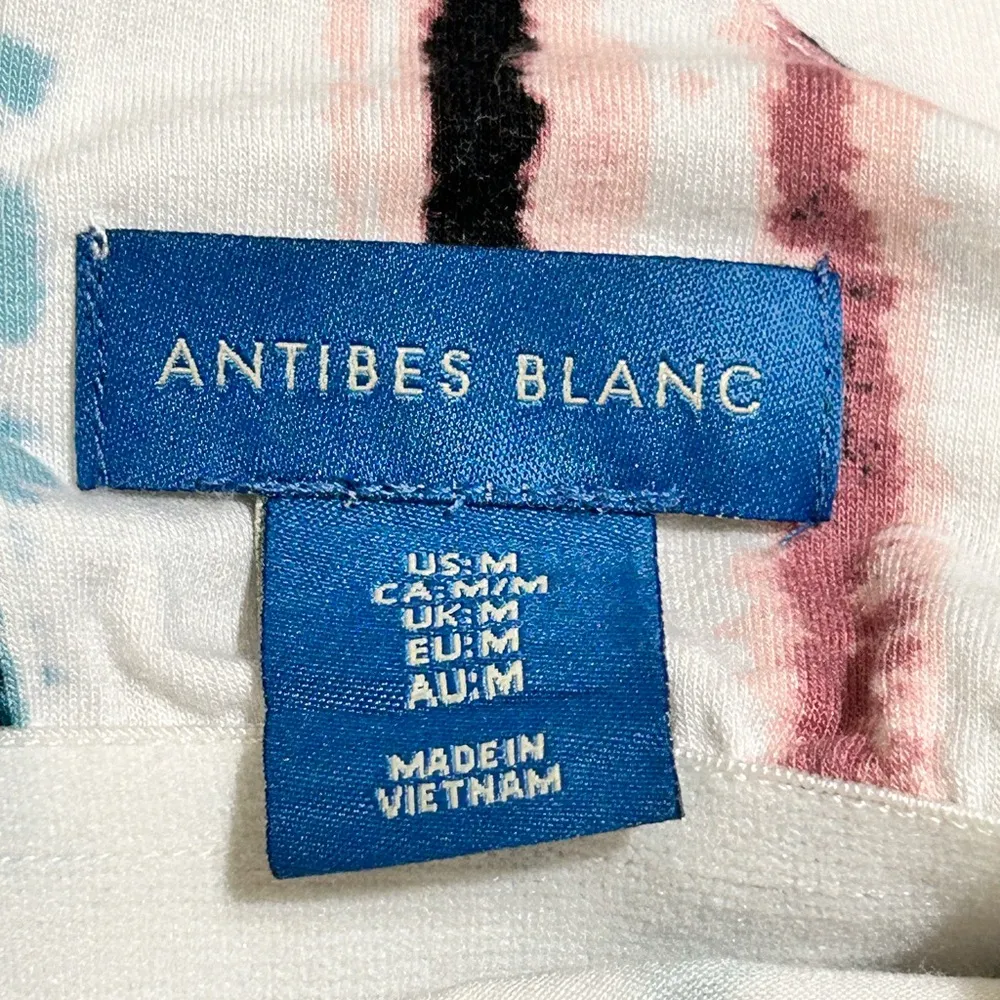 ANTIBES BLANC
US: M
CA: M/M
UK: M
EU: M
AU: M
MADE IN
VIETNAM